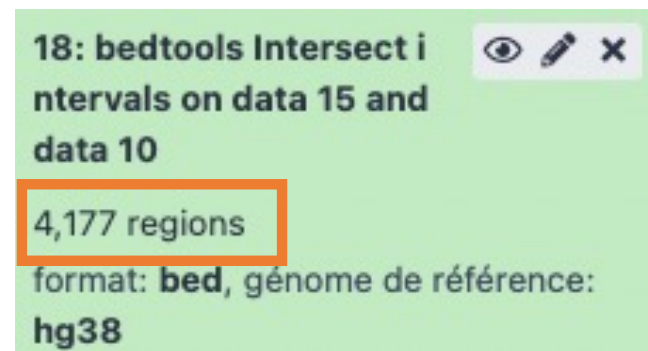 18: bedtools Intersect i
ntervals on data 15 and
data 10
4,177 regions
format: bed, génome de référence:
hg38